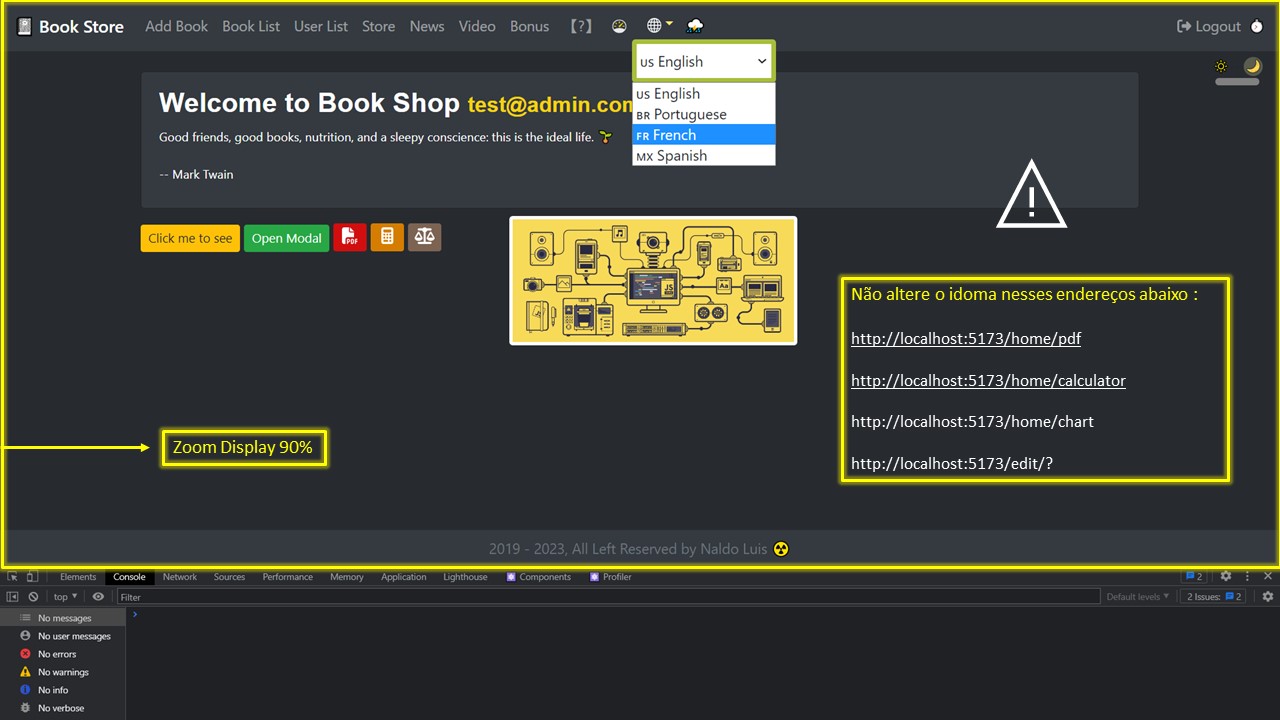 Book Store Add Book Book List User List Store News Video Bonus 【?】 Logout
us English
us English
BR Portuguese
FR French
MX Spanish
Welcome to Book Shop test@admin.com
Good friends, good books, nutrition, and a sleepy conscience: this is the ideal life.
-- Mark Twain
Click me to see Open Modal PDF
JS
Aa
Não altere o idoma nesses endereços abaixo :
http://localhost:5173/home/pdf
http://localhost:5173/home/calculator
http://localhost:5173/home/chart
http://localhost:5173/edit/?
Zoom Display 90%
2019 - 2023, All Left Reserved by Naldo Luis
Elements Console Network Sources Performance Memory Application Lighthouse Components Profiler 2
top Filter Default levels 2 Issues: 2
No messages
No user messages
No errors
No warnings
No info
No verbose